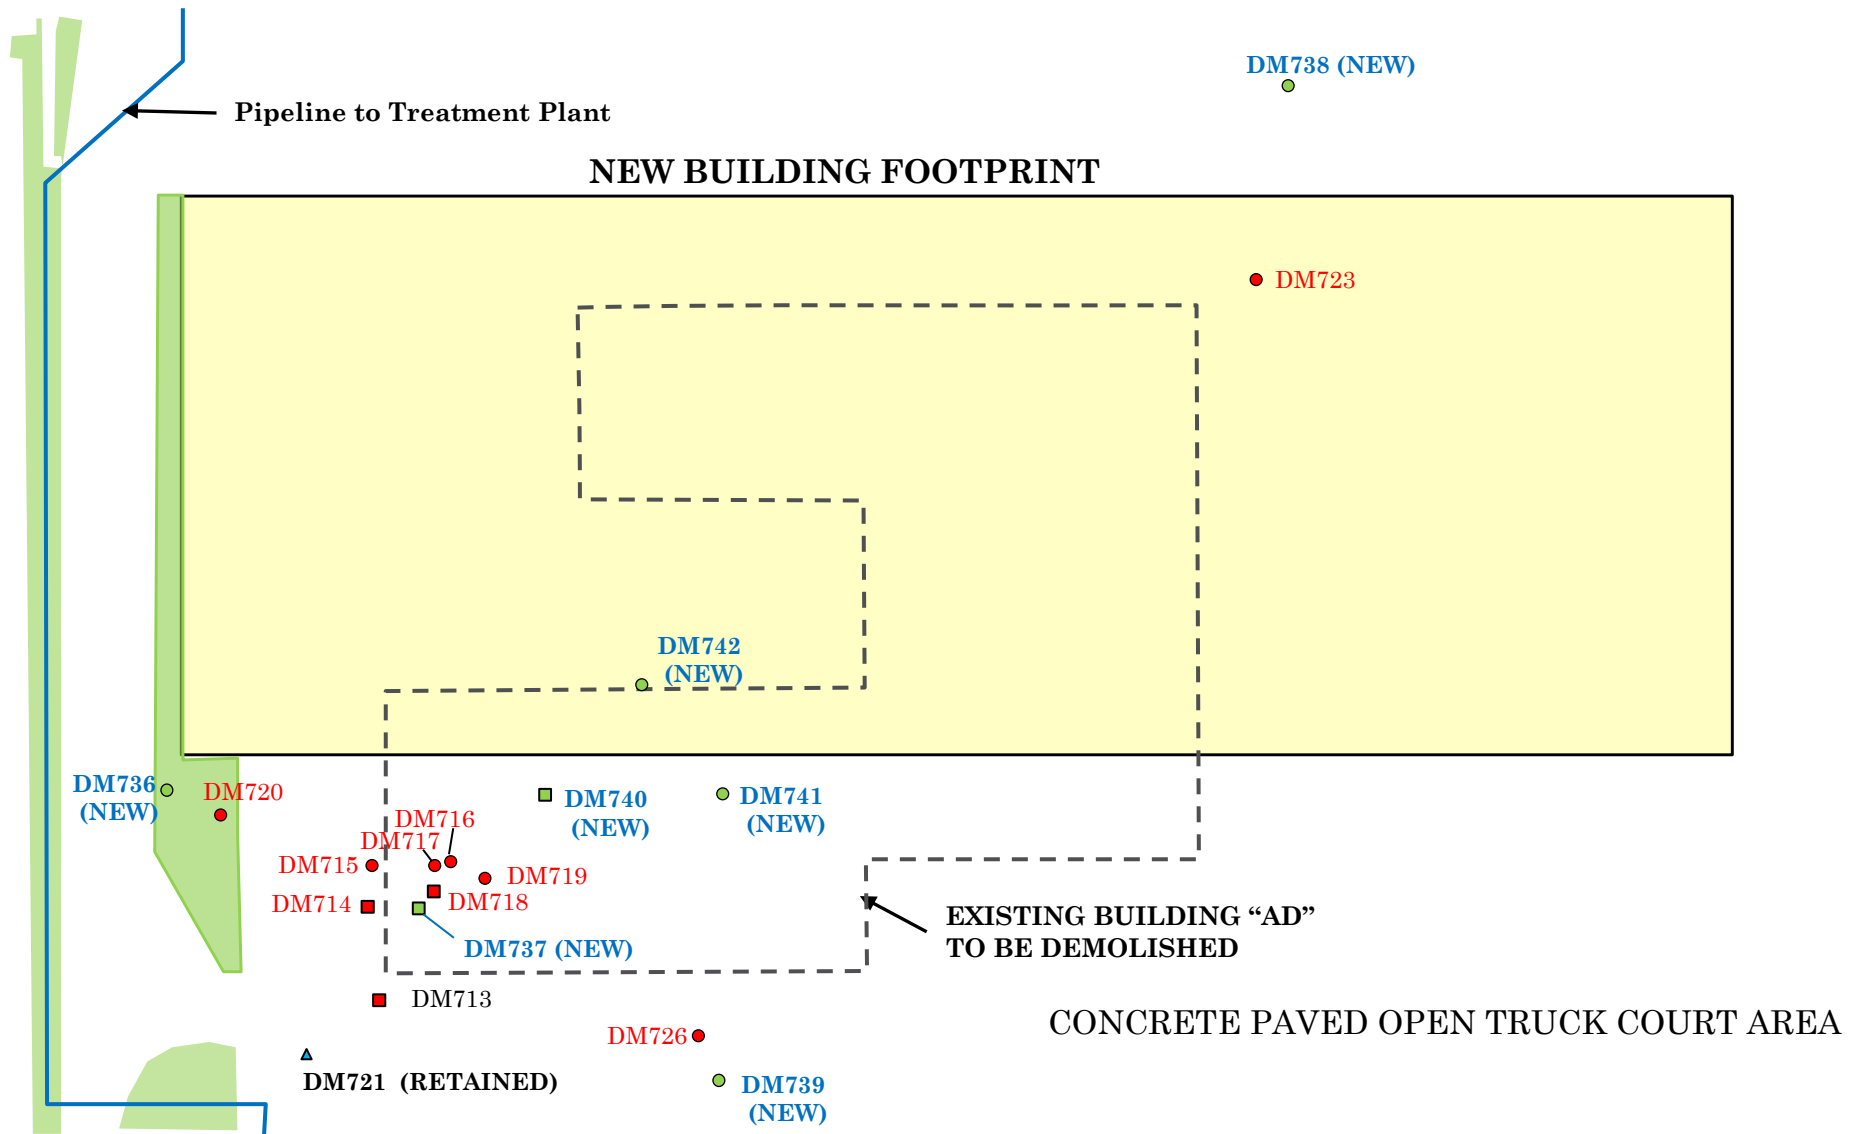 DM738 (NEW)
Pipeline to Treatment Plant
NEW BUILDING FOOTPRINT
DM723
DM742
(NEW)
DM736
(NEW)
DM720
DM740
(NEW)
DM741
(NEW)
DM716
DM717
DM715
DM719
DM714
DM718
DM737 (NEW)
EXISTING BUILDING “AD”
TO BE DEMOLISHED
DM713
CONCRETE PAVED OPEN TRUCK COURT AREA
DM726
DM721 (RETAINED)
DM739
(NEW)